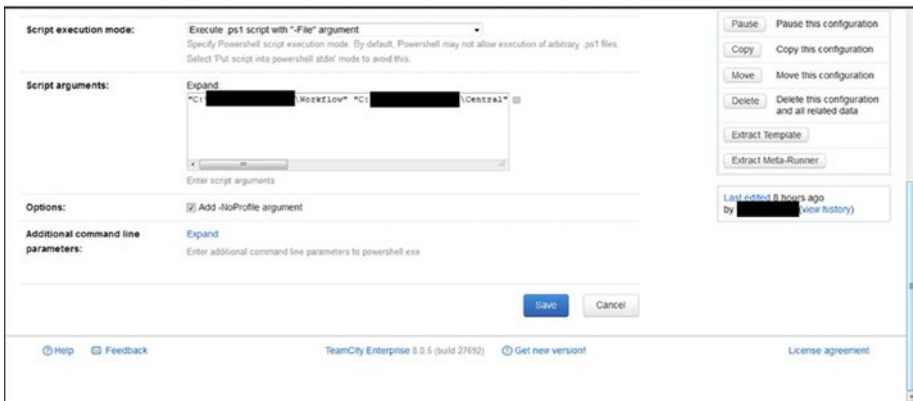 Script execution mode:
Execute .ps1 script with "-File" argument
Specify Powershell script execution mode. By default, Powershell may not allow execution of arbitrary .ps1 files.
Select 'Put script into powershell stdin' mode to avoid this.
Script arguments:
Expand
"C:\ \Workflow" "C: \Central"
Enter script arguments
Options:
Add -NoProfile argument
Additional command line
parameters:
Expand
Enter additional command line parameters to powershell.exe.
Save
Cancel
Pause
Pause this configuration
Copy
Copy this configuration
Move
Move this configuration
Delete
Delete this configuration
and all related data
Extract Template
Extract Meta-Runner
Last edited 8 hours ago
by (view history)
Help
Feedback
TeamCity Enterprise 8.0.5 (build 27692)
Get new version!
License agreement